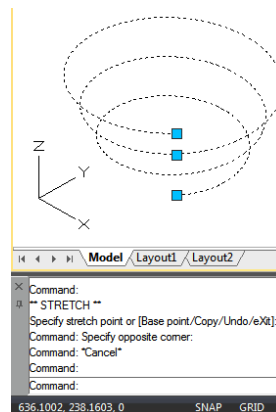 Z
Y
X
Model Layout1 Layout2
Command:
** STRETCH **
Specify stretch point or [Base point/Copy/Undo/eXit]:
Command: Specify opposite corner:
Command: *Cancel*
Command:
Command:
636.1002, 238.1603, 0 SNAP GRID